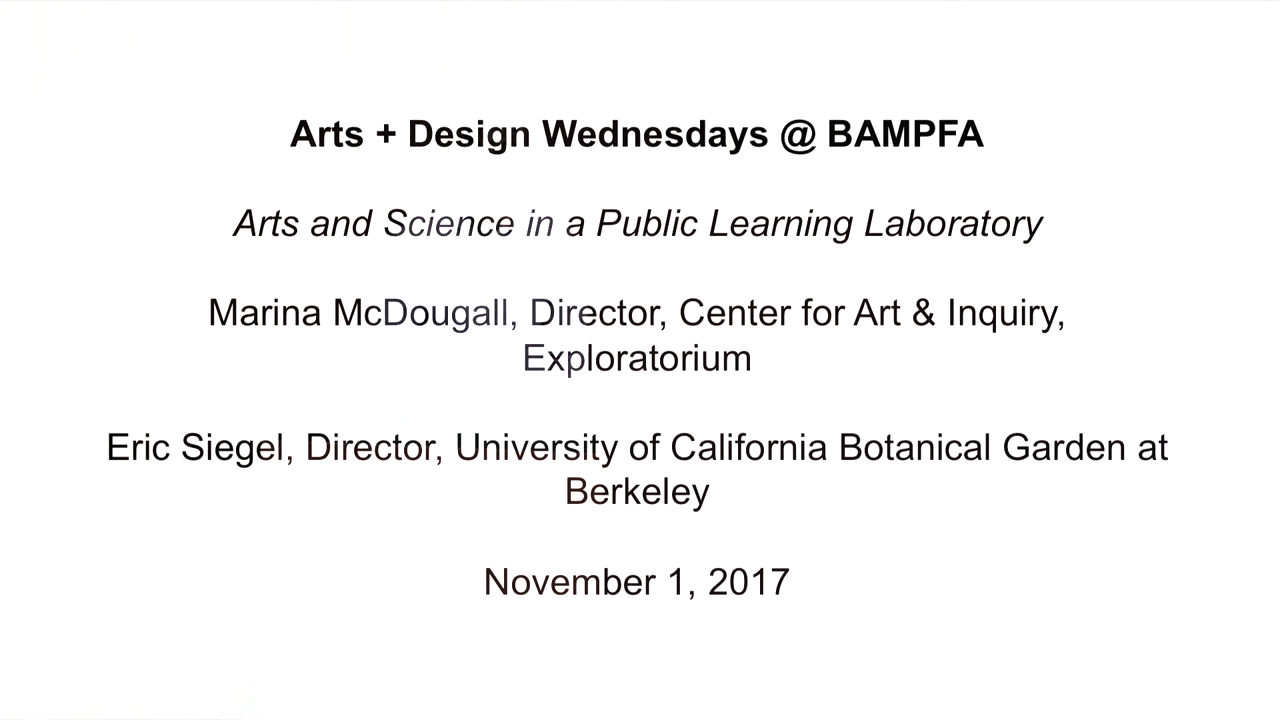 Arts + Design Wednesdays @ BAMPFA
Arts and Science in a Public Learning Laboratory
Marina McDougall, Director, Center for Art & Inquiry,
Exploratorium
Eric Siegel, Director, University of California Botanical Garden at
Berkeley
November 1, 2017